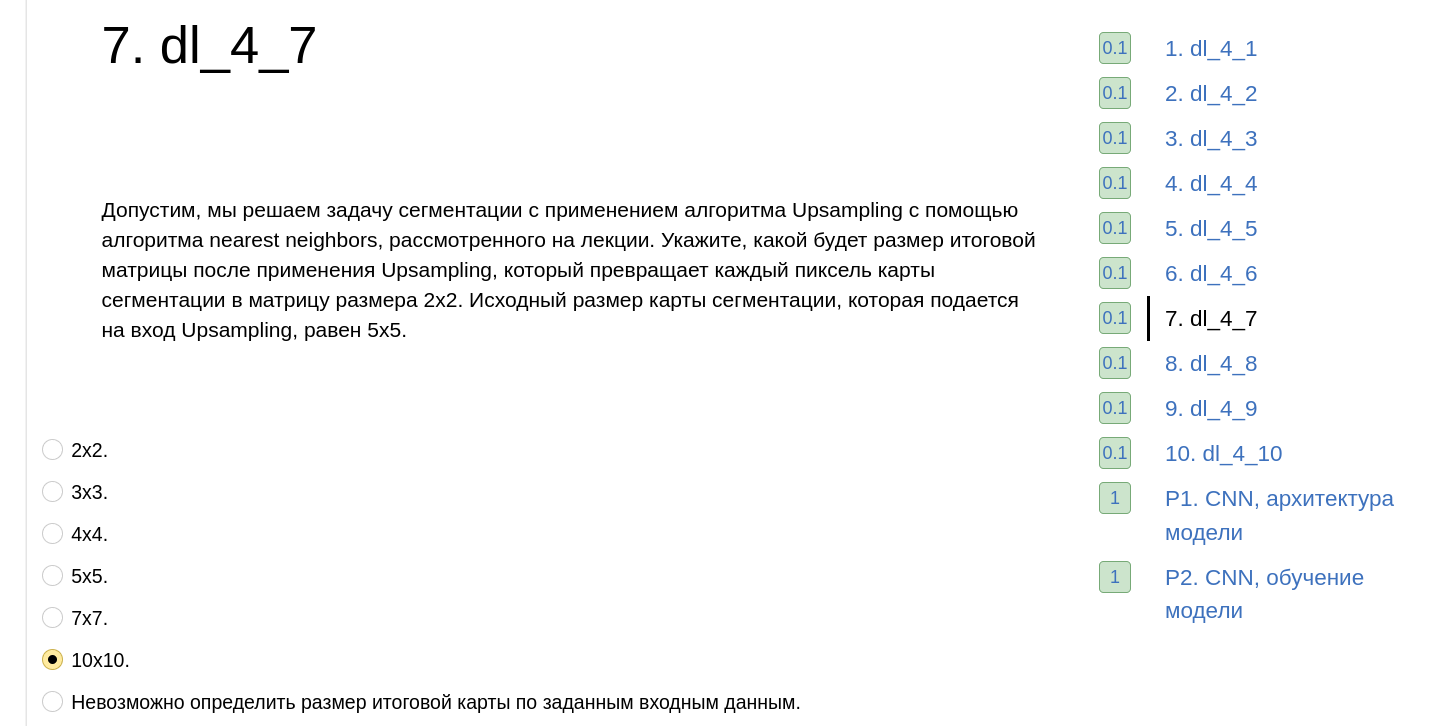 7. dl_4_7
Допустим, мы решаем задачу сегментации с применением алгоритма Upsampling с помощью
алгоритма nearest neighbors, рассмотренного на лекции. Укажите, какой будет размер итоговой
матрицы после применения Upsampling, который превращает каждый пиксель карты
сегментации в матрицу размера 2x2. Исходный размер карты сегментации, которая подается
на вход Upsampling, равен 5x5.
2x2.
3x3.
4x4.
5x5.
7x7.
10x10.
Невозможно определить размер итоговой карты по заданным входным данным.
0.1 1. dl_4_1
0.1 2. dl_4_2
0.1 3. dl_4_3
0.1 4. dl_4_4
0.1 5. dl_4_5
0.1 6. dl_4_6
0.1 7. dl_4_7
0.1 8. dl_4_8
0.1 9. dl_4_9
0.1 10. dl_4_10
1 P1. CNN, архитектура
модели
1 P2. CNN, обучение
модели